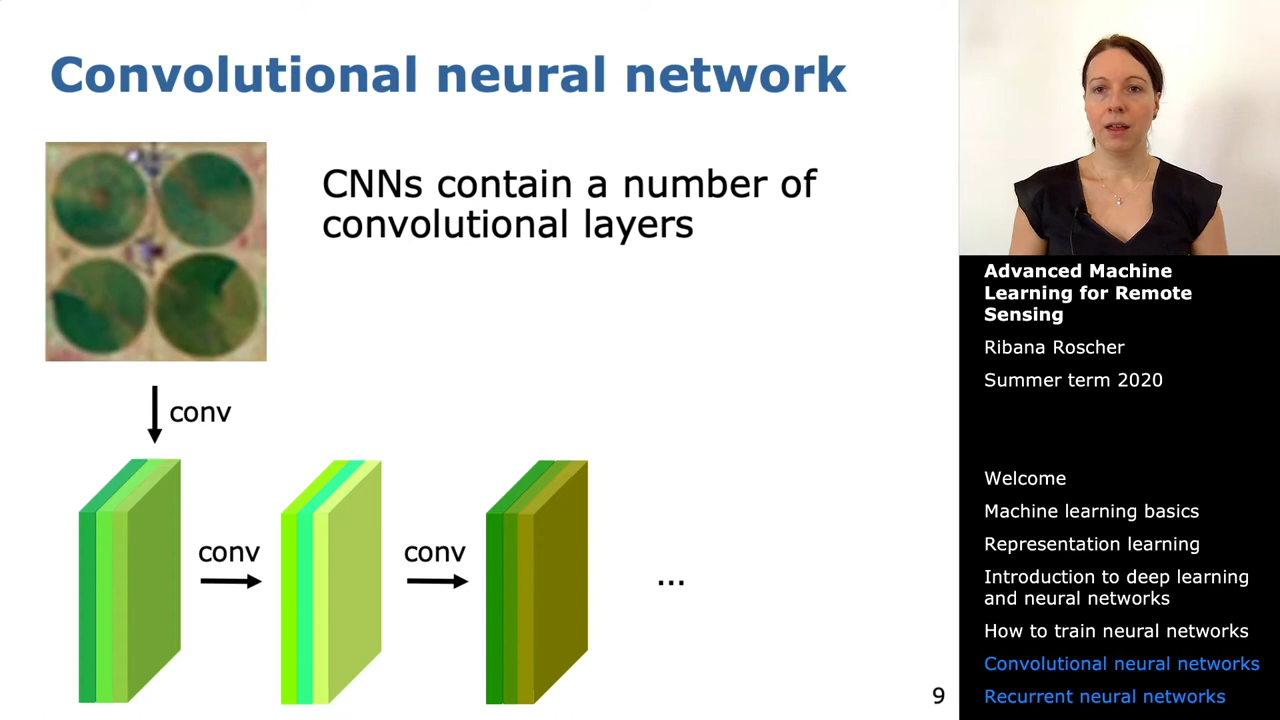 Convolutional neural network
CNNs contain a number of
convolutional layers
conv
conv
conv
...
9
Advanced Machine
Learning for Remote
Sensing
Ribana Roscher
Summer term 2020
Welcome
Machine learning basics
Representation learning
Introduction to deep learning
and neural networks
How to train neural networks
Convolutional neural networks
Recurrent neural networks